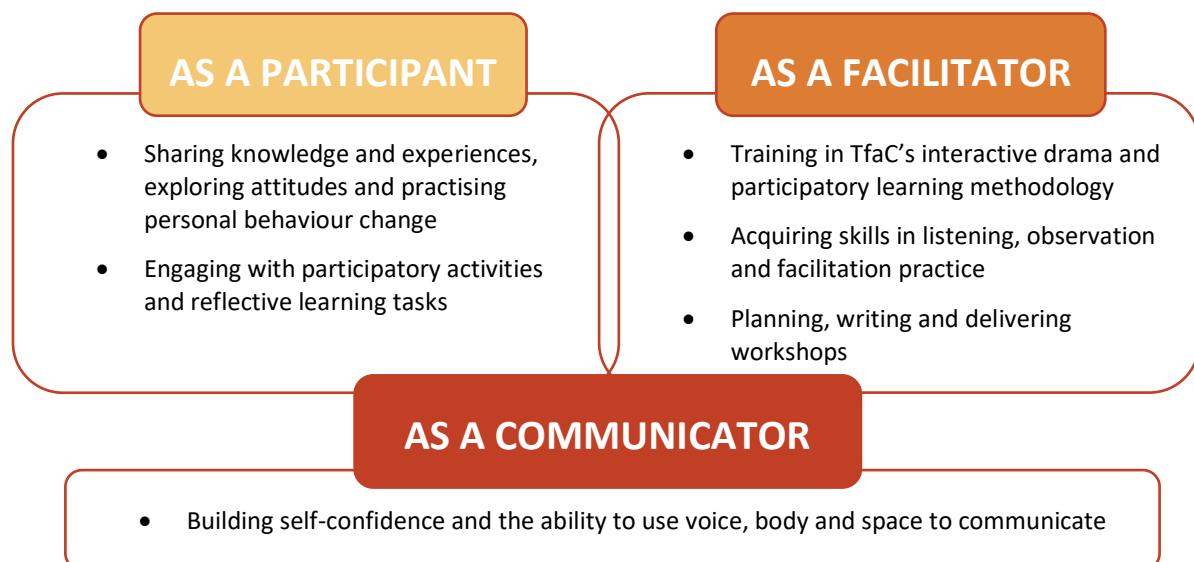 AS A PARTICIPANT
• Sharing knowledge and experiences,
exploring attitudes and practising
personal behaviour change
• Engaging with participatory activities
and reflective learning tasks
AS A FACILITATOR
• Training in TfaC’s interactive drama and
participatory learning methodology
• Acquiring skills in listening, observation
and facilitation practice
• Planning, writing and delivering
workshops
AS A COMMUNICATOR
• Building self-confidence and the ability to use voice, body and space to communicate